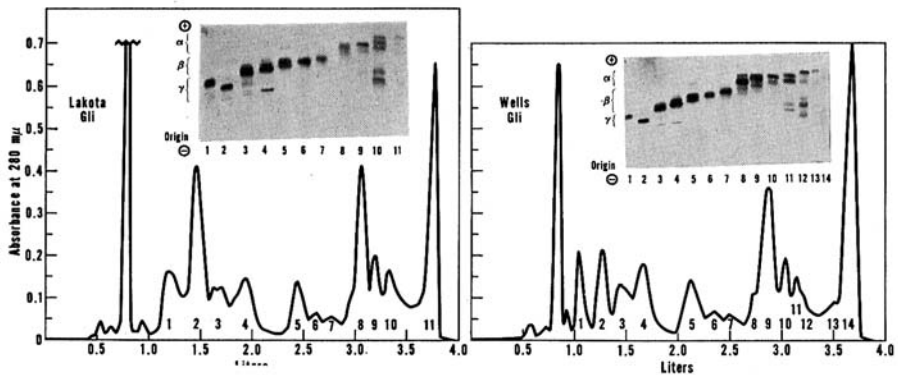 Absorbance at 280 mμ
0.7
0.6
0.5
0.4
0.3
0.2
0.1
0
Lakota
Gli
⊕
α
β
γ
Origin
⊖
1 2 3 4 5 6 7 8 9 10 11
1 2 3 4 5 6 7 8 9 10 11
0.5 1.0 1.5 2.0 2.5 3.0 3.5 4.0
Wells
Gli
⊕
α
β
γ
Origin
⊖
1 2 3 4 5 6 7 8 9 10 11 12 13 14
1 2 3 4 5 6 7 8 9 10 11 12 13 14
0.5 1.0 1.5 2.0 2.5 3.0 3.5 4.0
Liters